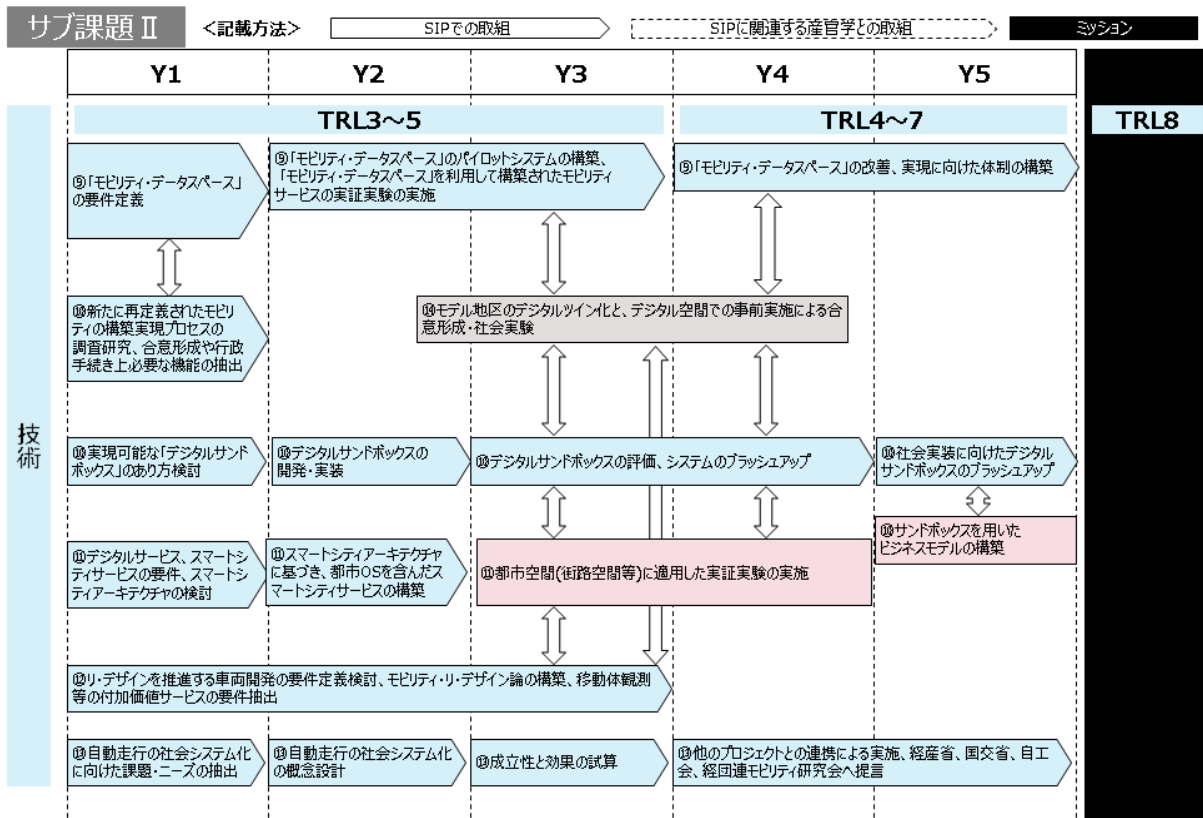 サブ課題Ⅱ
<記載方法>
SIPでの取組
SIPに関連する産官学との取組
ミッション
Y1
Y2
Y3
Y4
Y5
TRL3～5
TRL4～7
TRL8
技術
⑨「モビリティ・データスペース」
の要件定義
⑨「モビリティ・データスペース」のパイロットシステムの構築、
「モビリティ・データスペース」を利用して構築されたモビリティ
サービスの実証実験の実施
⑨「モビリティ・データスペース」の改善、実現に向けた体制の構築
⑩新たに再定義されたモビリ
ティの構築実現プロセスの
調査研究、合意形成や行政
手続き上必要な機能の抽出
モデル地区のデジタルツイン化と、デジタル空間での事前実施による合
意形成・社会実験
⑩実現可能な「デジタルサンド
ボックス」のあり方検討
⑩デジタルサンドボックスの
開発・実装
⑩デジタルサンドボックスの評価、システムのブラッシュアップ
⑩社会実装に向けたデジタル
サンドボックスのブラッシュアップ
⑩サンドボックスを用いた
ビジネスモデルの構築
⑪デジタルサービス、スマートシ
ティサービスの要件、スマートシ
ティアーキテクチャの検討
⑪スマートシティアーキテクチャ
に基づき、都市OSを含んだス
マートシティサービスの構築
⑪都市空間(街路空間等)に適用した実証実験の実施
⑫リ・デザインを推進する車両開発の要件定義検討、モビリティ・リ・デザイン論の構築、移動体観測
等の付加価値サービスの要件抽出
⑬自動走行の社会システム化
に向けた課題・ニーズの抽出
⑬自動走行の社会システム化
の概念設計
⑬成立性と効果の試算
⑬他のプロジェクトとの連携による実施、経産省、国交省、自工
会、経団連モビリティ研究会へ提言